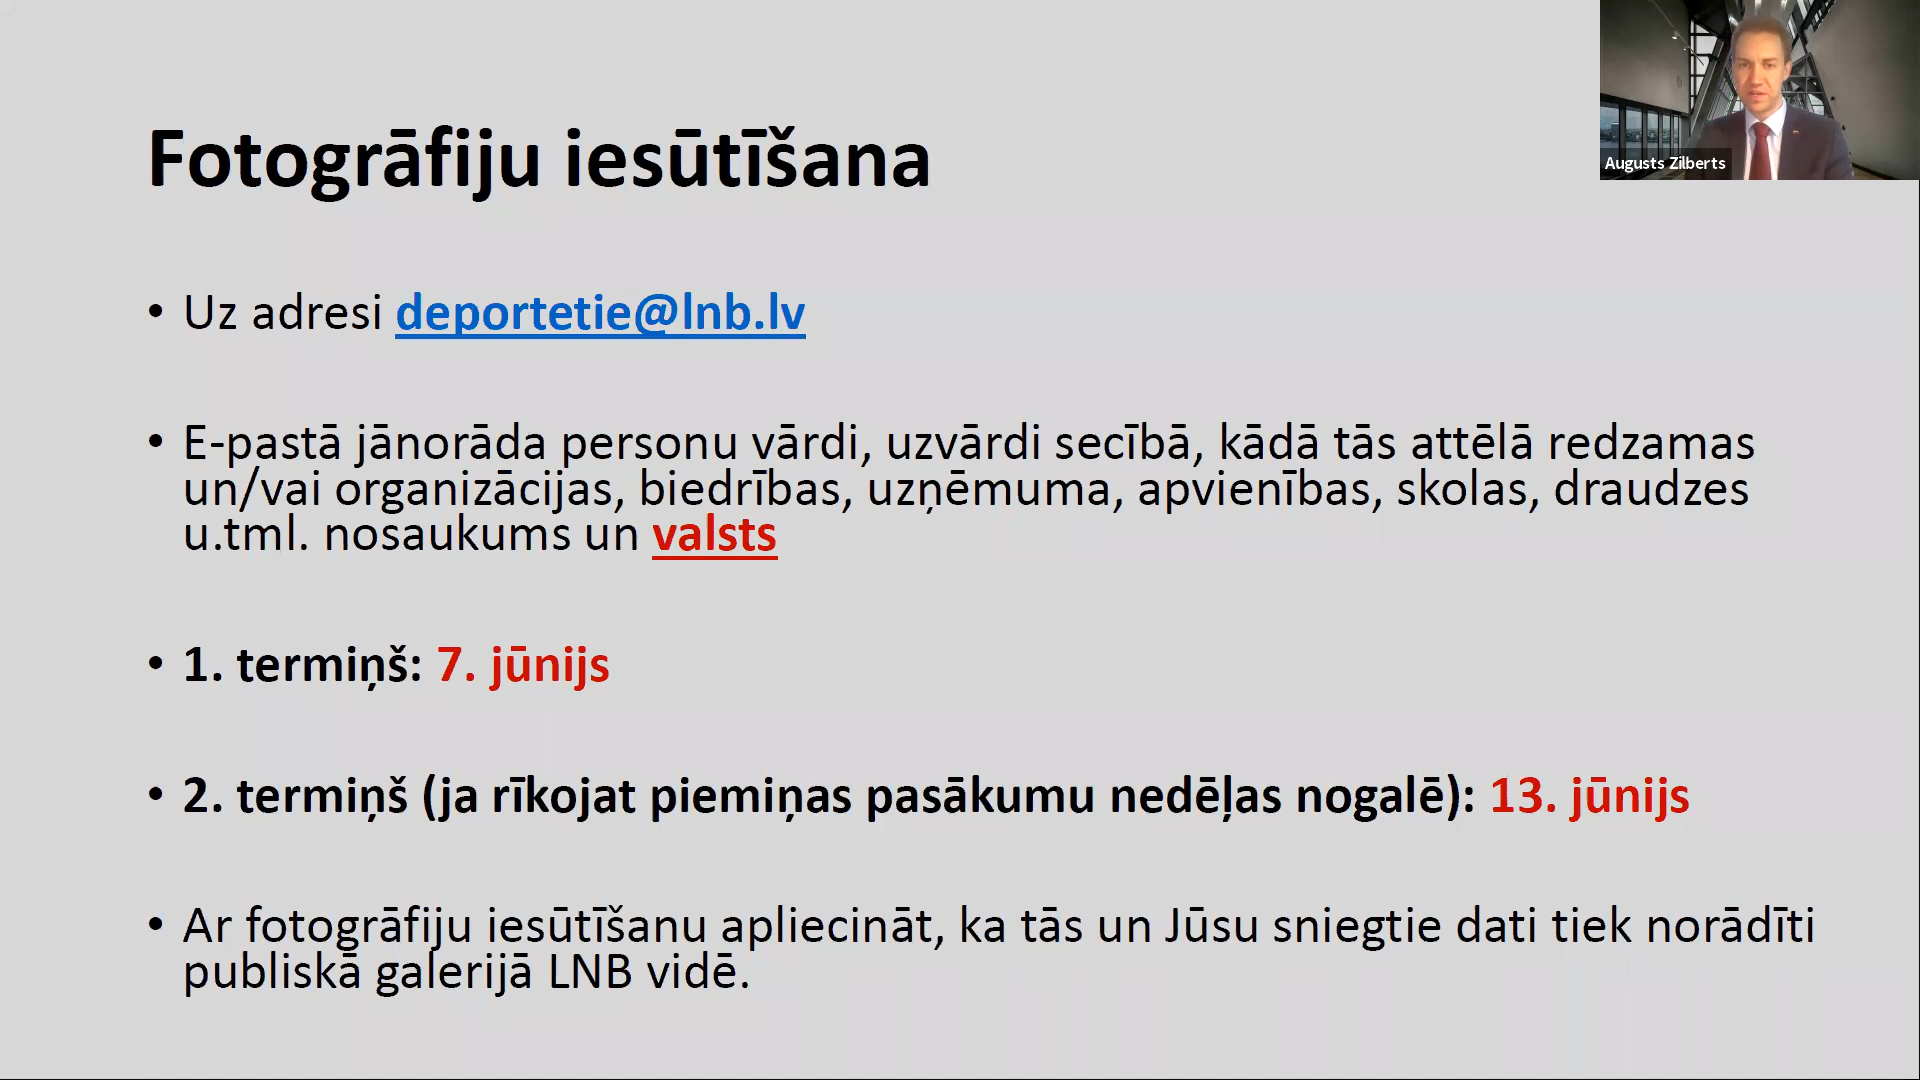 Augusts Zilberts
Fotogrāfiju iesūtīšana
• Uz adresi deportetie@lnb.lv
• E-pastā jānorāda personu vārdi, uzvārdi secībā, kādā tās attēlā redzamas
un/vai organizācijas, biedrības, uzņēmuma, apvienības, skolas, draudzes
u.tml. nosaukums un valsts
• 1. termiņš: 7. jūnijs
• 2. termiņš (ja rīkojat piemiņas pasākumu nedēļas nogalē): 13. jūnijs
• Ar fotogrāfiju iesūtīšanu apliecināt, ka tās un Jūsu sniegtie dati tiek norādīti
publiskā galerijā LNB vidē.